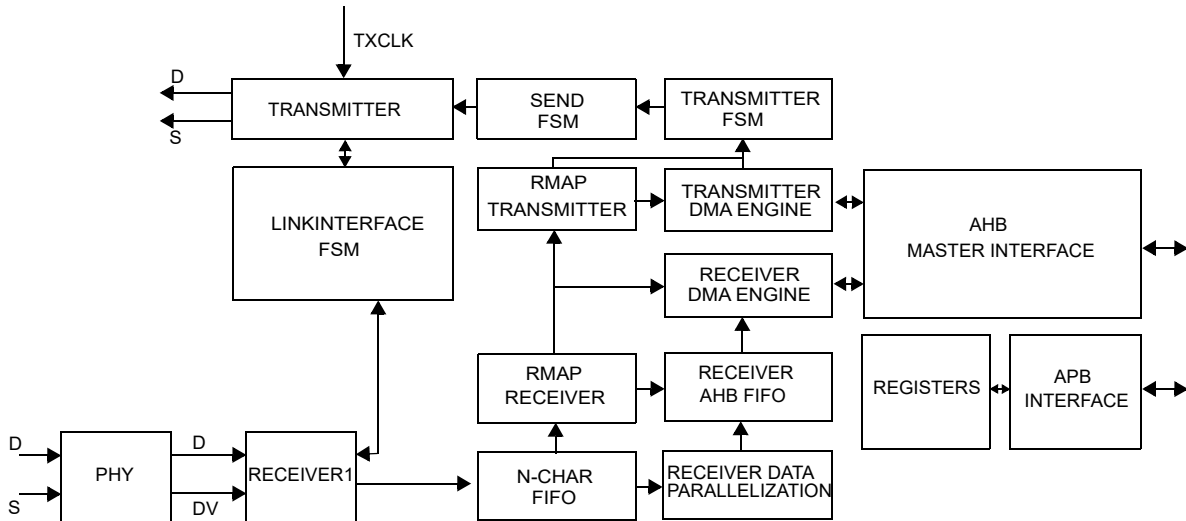 TXCLK
D
S
TRANSMITTER
SEND
FSM
TRANSMITTER
FSM
LINKINTERFACE
FSM
RMAP
TRANSMITTER
TRANSMITTER
DMA ENGINE
AHB
MASTER INTERFACE
RECEIVER
DMA ENGINE
RMAP
RECEIVER
RECEIVER
AHB FIFO
REGISTERS
APB
INTERFACE
D
S
PHY
D
DV
RECEIVER1
N-CHAR
FIFO
RECEIVER DATA
PARALLELIZATION